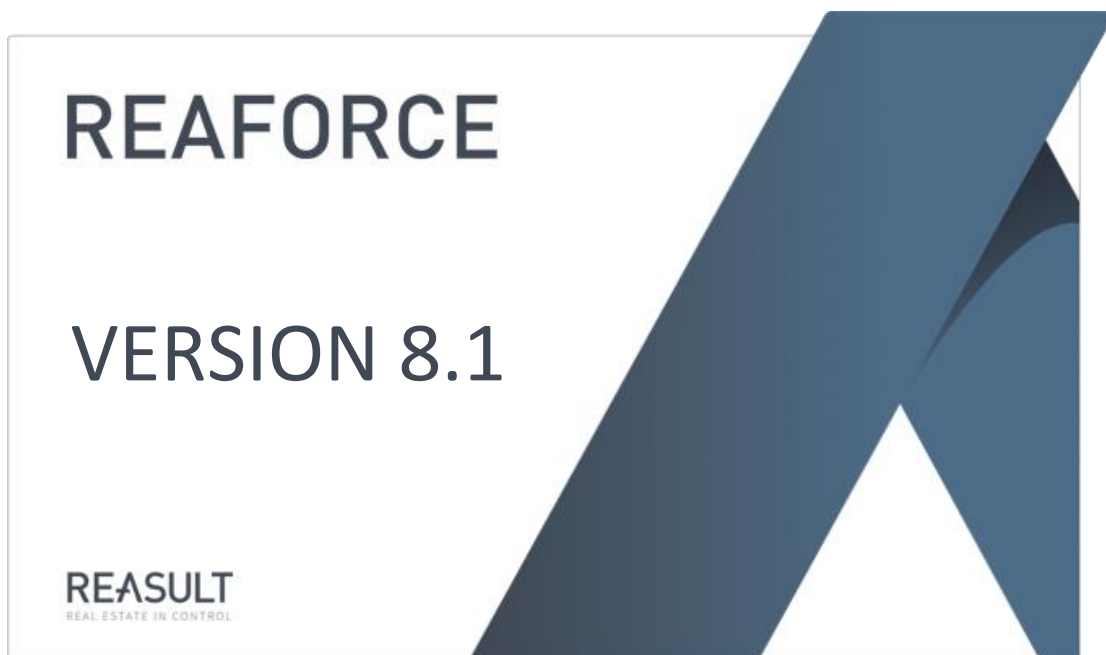 REAFORCE
VERSION 8.1
REASULT
REAL ESTATE IN CONTROL